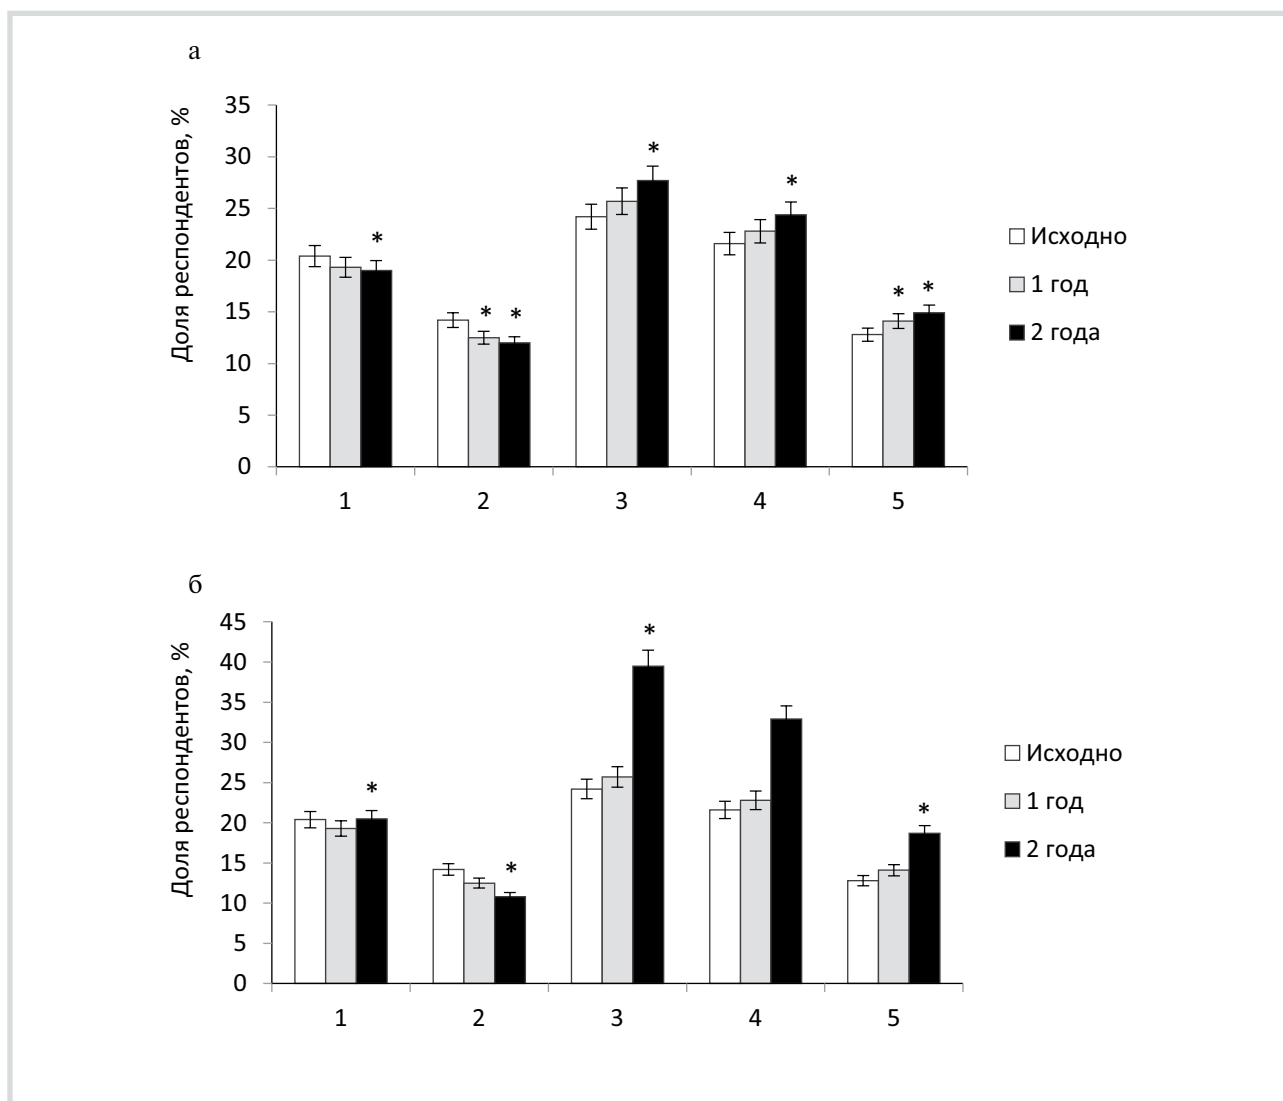 а
Доля респондентов, %
35
30
25
20
15
10
5
0
* * * * * * *
1 2 3 4 5
Исходно
1 год
2 года
б
Доля респондентов, %
45
40
35
30
25
20
15
10
5
0
* * * *
1 2 3 4 5
Исходно
1 год
2 года